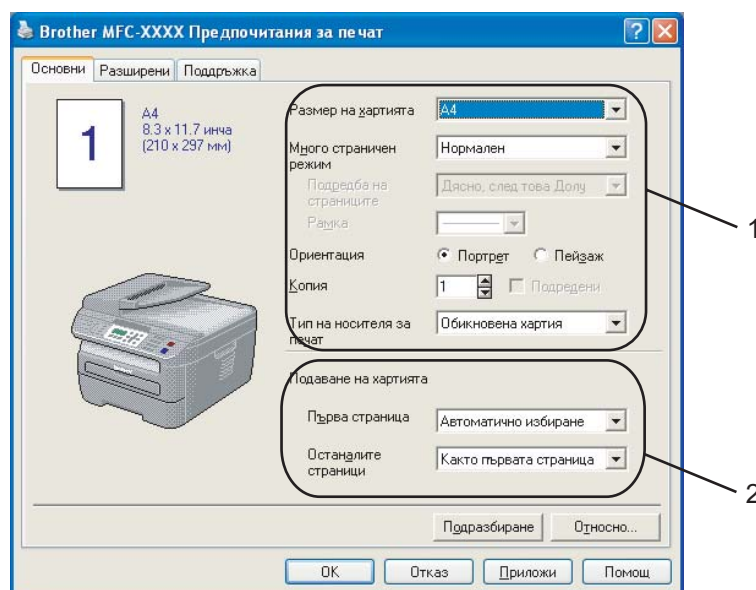 Brother MFC-XXXX Предпочитания за печат
Основни Разширени Поддръжка
1
A4
8.3 x 11.7 инча
(210 x 297 мм)
Размер на хартията A4
Много страничен режим Нормален
Подредба на страниците Дясно, след това Долу
Рамка
Ориентация Портрет Пейзаж
Копия 1 Подредени
Тип на носителя за печат Обикновена хартия
1
Подаване на хартията
Първа страница Автоматично избиране
Останалите страници Както първата страница
2
Подразбиране Относно...
OK Отказ Приложи Помощ